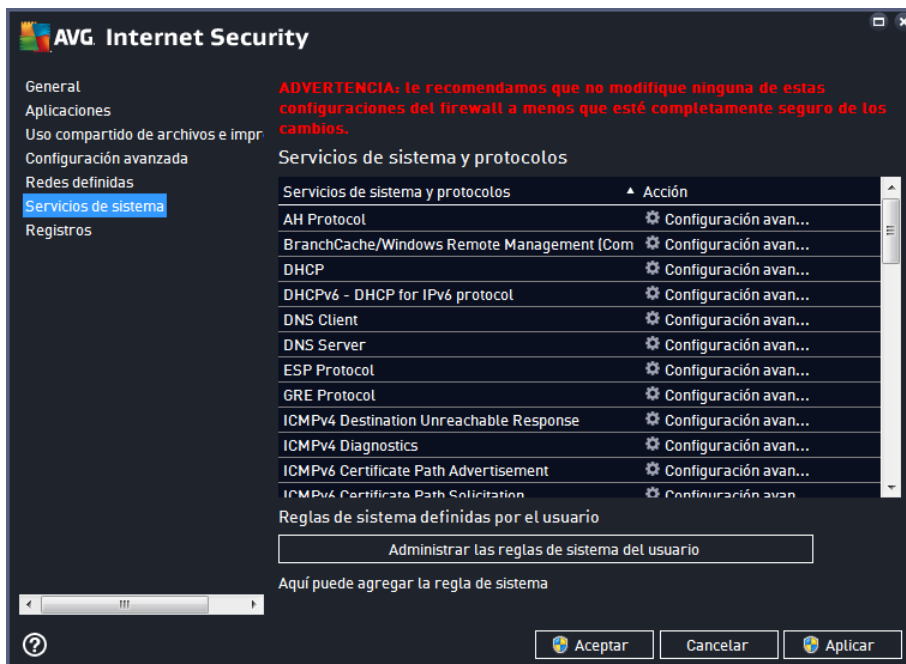 AVG Internet Security
General
Aplicaciones
Uso compartido de archivos e impr
Configuración avanzada
Redes definidas
Servicios de sistema
Registros
ADVERTENCIA: le recomendamos que no modifique ninguna de estas
configuraciones del firewall a menos que esté completamente seguro de los
cambios.
Servicios de sistema y protocolos
Servicios de sistema y protocolos Acción
AH Protocol Configuración avan...
BranchCache/Windows Remote Management (Com Configuración avan...
DHCP Configuración avan...
DHCPv6 - DHCP for IPv6 protocol Configuración avan...
DNS Client Configuración avan...
DNS Server Configuración avan...
ESP Protocol Configuración avan...
GRE Protocol Configuración avan...
ICMPv4 Destination Unreachable Response Configuración avan...
ICMPv4 Diagnostics Configuración avan...
ICMPv6 Certificate Path Advertisement Configuración avan...
ICMPv6 Certificate Path Solicitation Configuración avan
Reglas de sistema definidas por el usuario
Administrar las reglas de sistema del usuario
Aquí puede agregar la regla de sistema
Aceptar Cancelar Aplicar